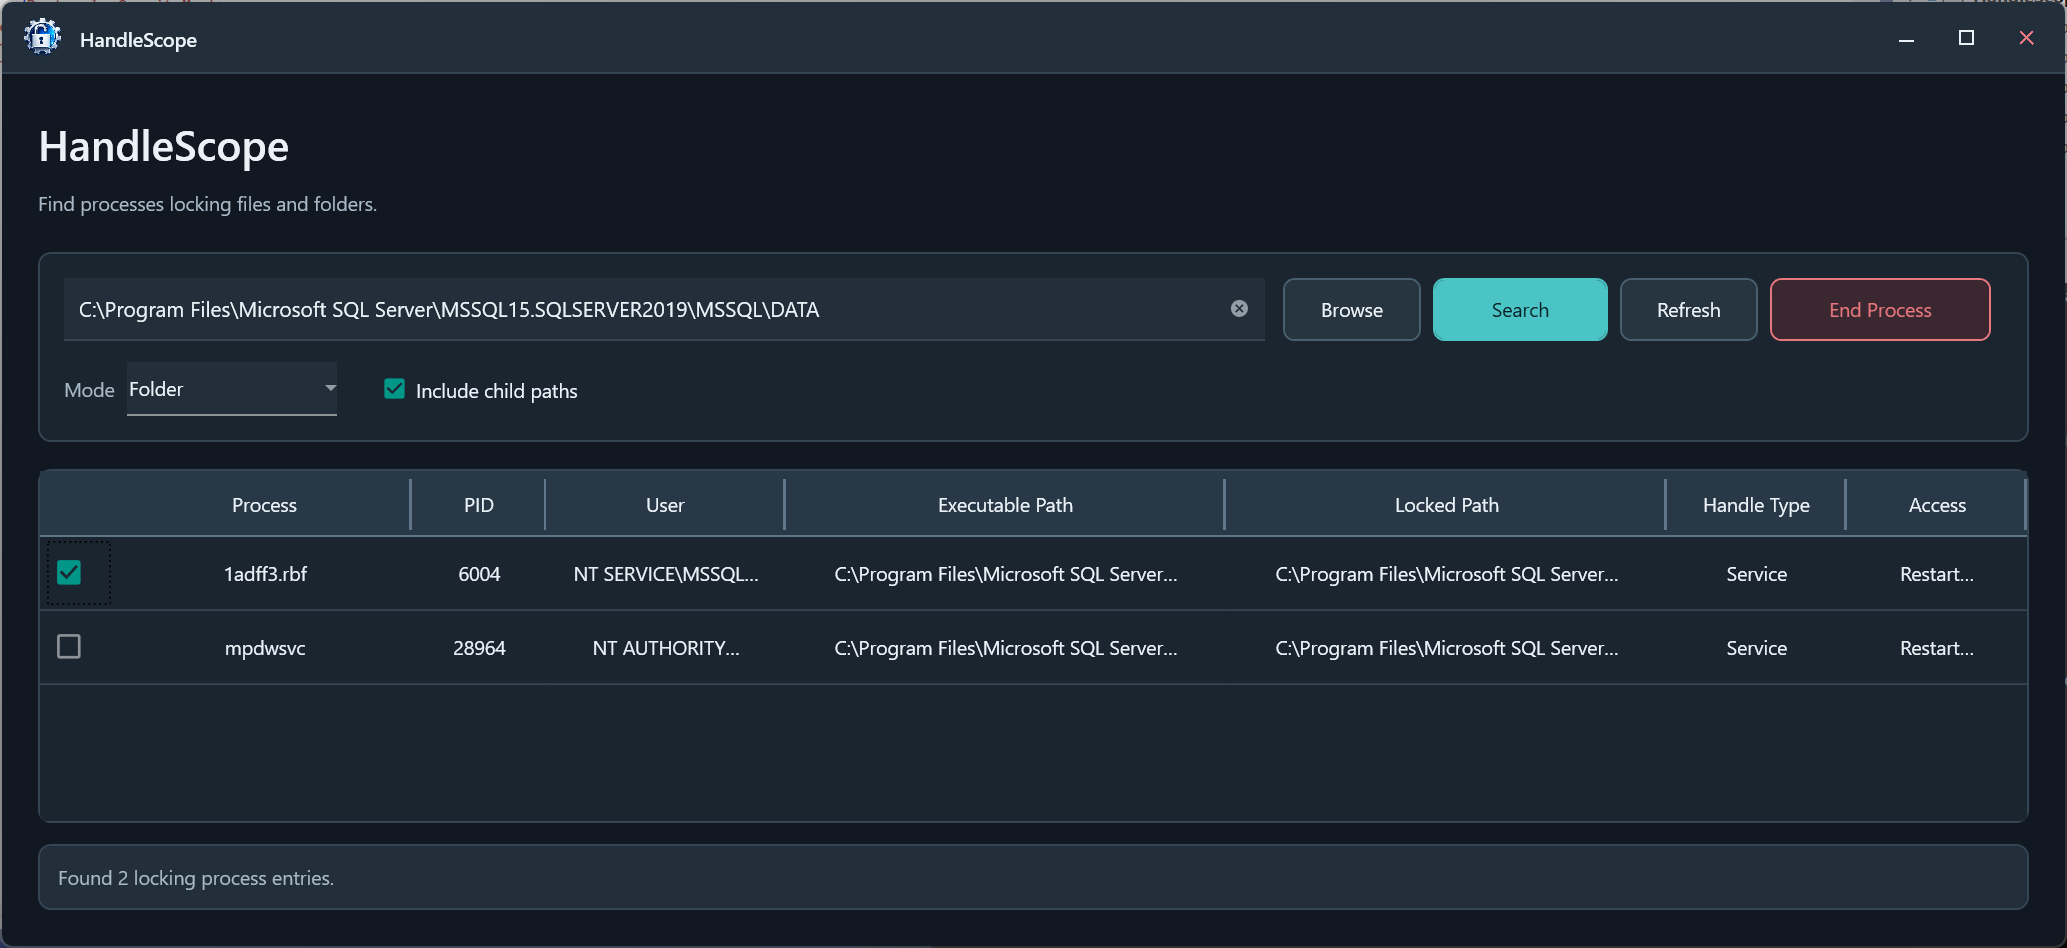 HandleScope
HandleScope
Find processes locking files and folders.
C:\Program Files\Microsoft SQL Server\MSSQL15.SQLSERVER2019\MSSQL\DATA
Browse
Search
Refresh
End Process
Mode
Folder
Include child paths
Process PID User Executable Path Locked Path Handle Type Access
1adff3.rbf 6004 NT SERVICE\MSSQL... C:\Program Files\Microsoft SQL Server... C:\Program Files\Microsoft SQL Server... Service Restart...
mpdwsvc 28964 NT AUTHORITY... C:\Program Files\Microsoft SQL Server... C:\Program Files\Microsoft SQL Server... Service Restart...
Found 2 locking process entries.